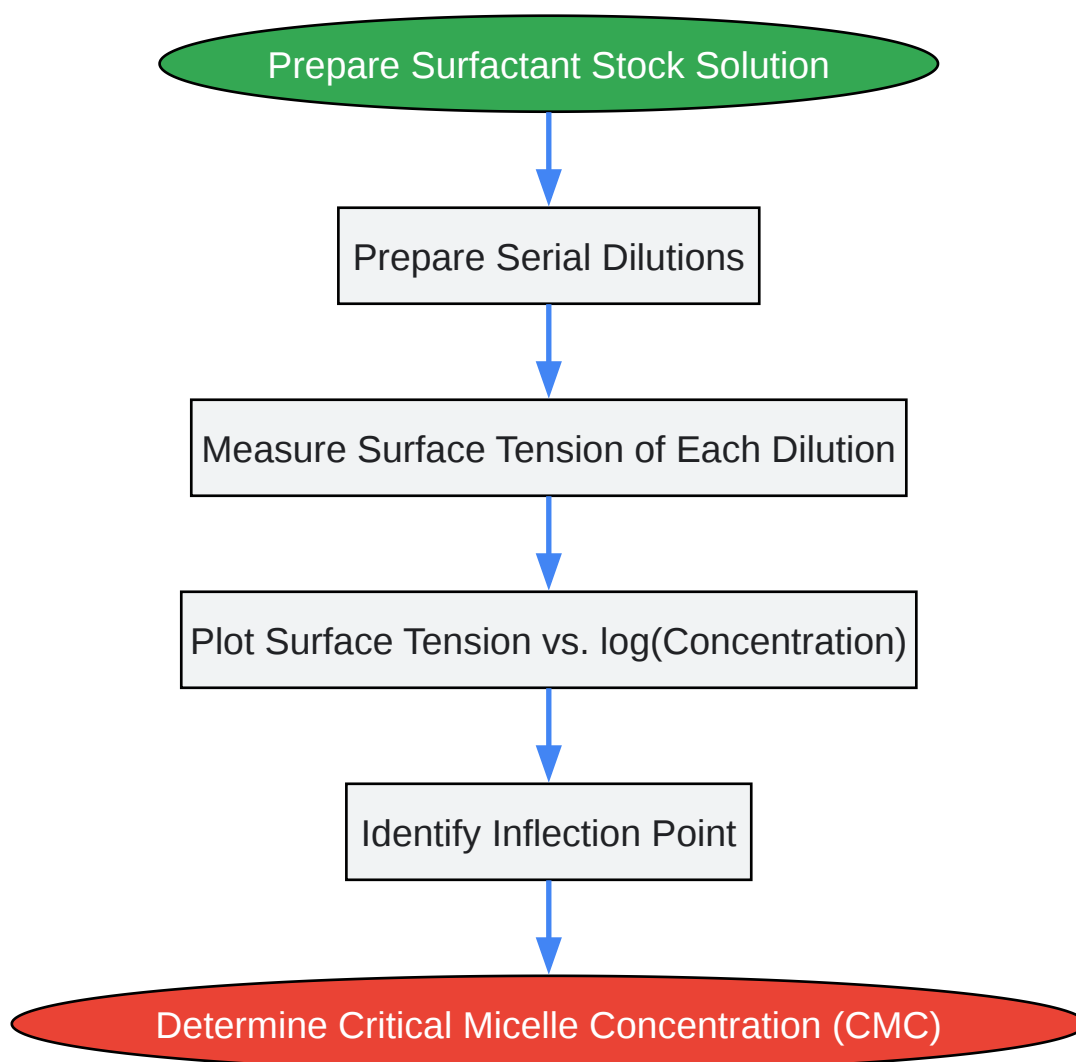 Prepare Surfactant Stock Solution
Prepare Serial Dilutions
Measure Surface Tension of Each Dilution
Plot Surface Tension vs. log(Concentration)
Identify Inflection Point
Determine Critical Micelle Concentration (CMC)